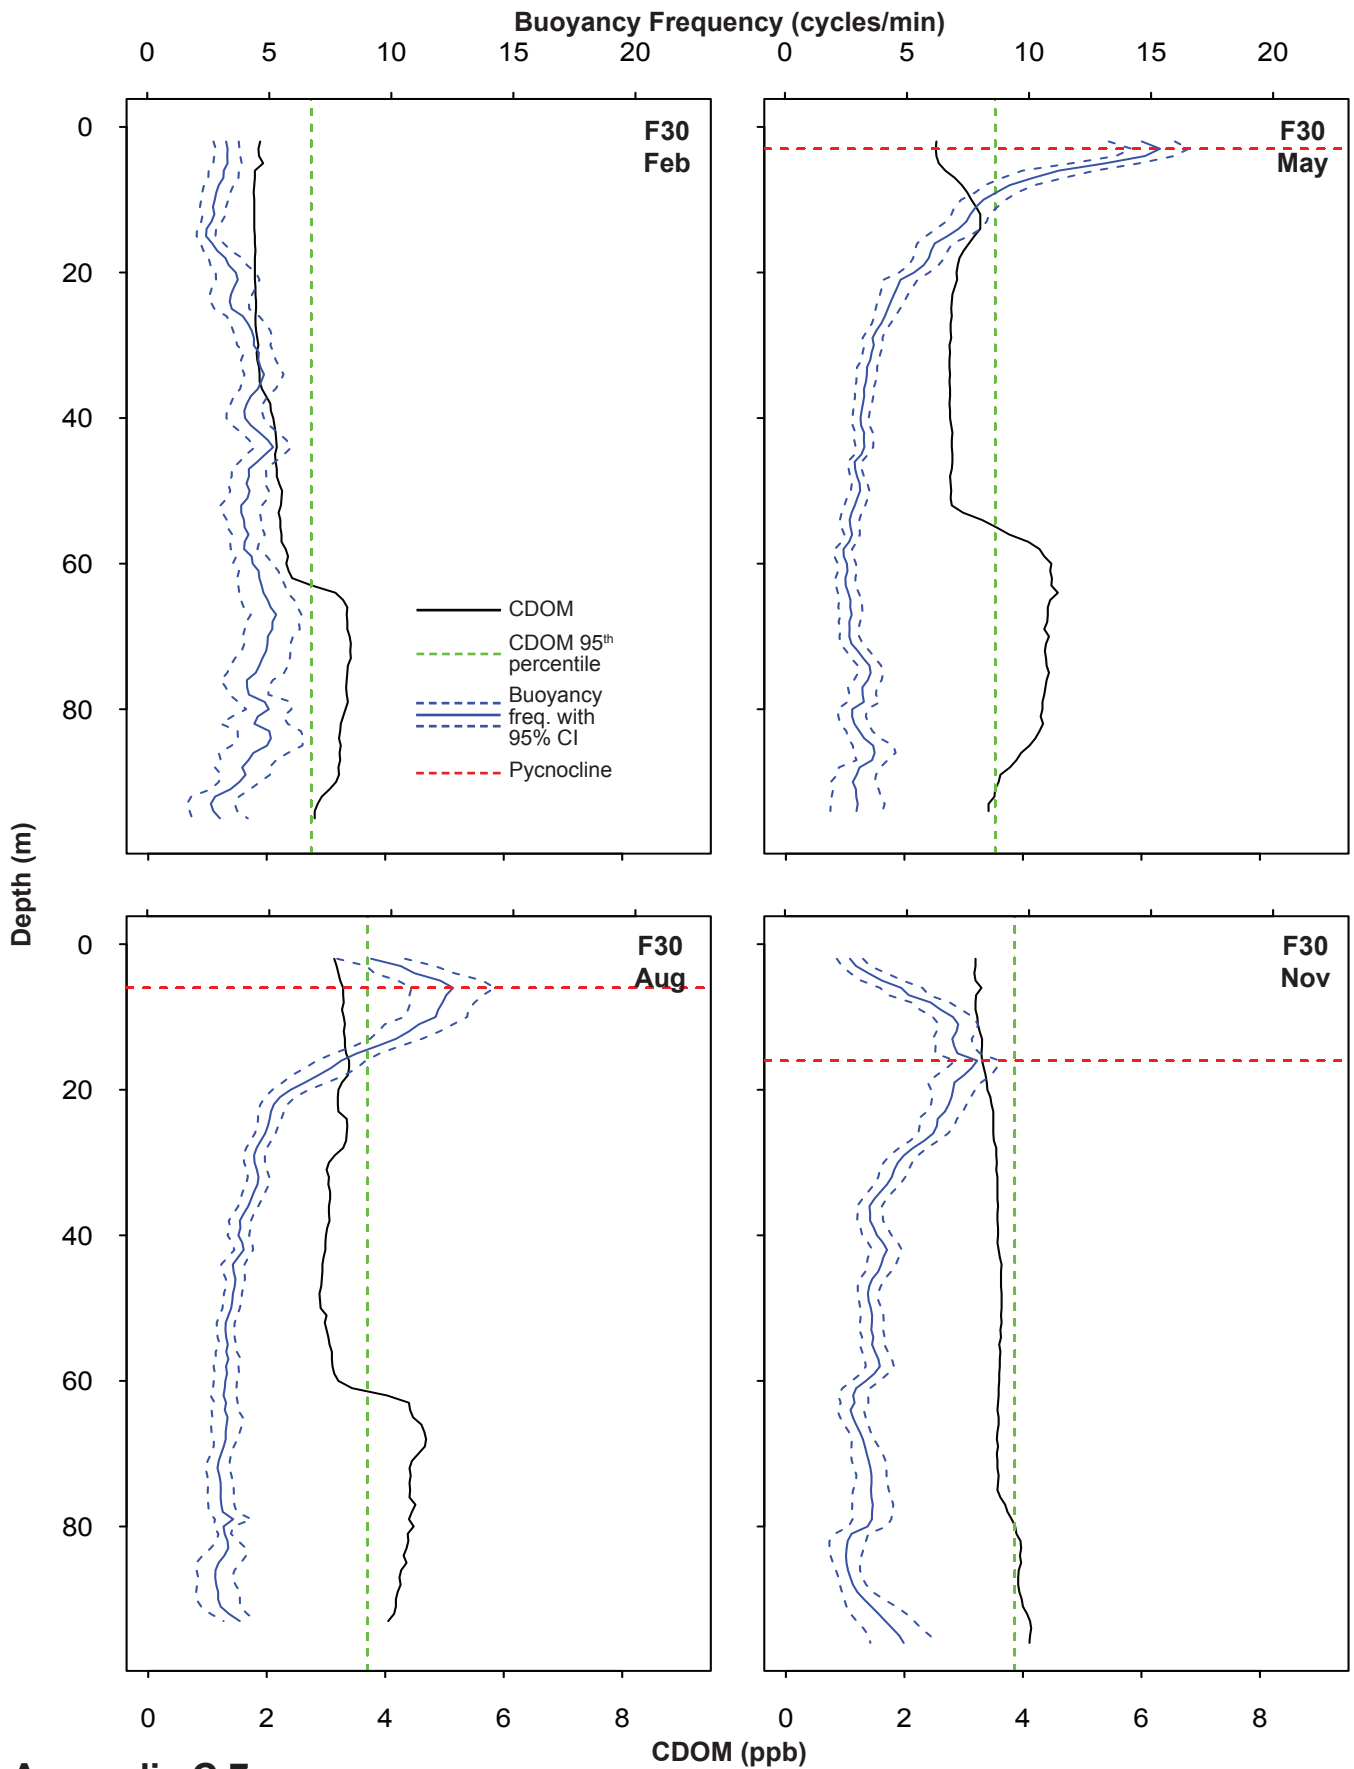 Buoyancy Frequency (cycles/min)
0 5 10 15 20 0 5 10 15 20
F30
Feb
F30
May
0
20
40
60
80
CDOM
CDOM 95th
percentile
Buoyancy
freq. with
95% CI
Pycnocline
Depth (m)
F30
Aug
F30
Nov
0
20
40
60
80
0 2 4 6 8 0 2 4 6 8
CDOM (ppb)